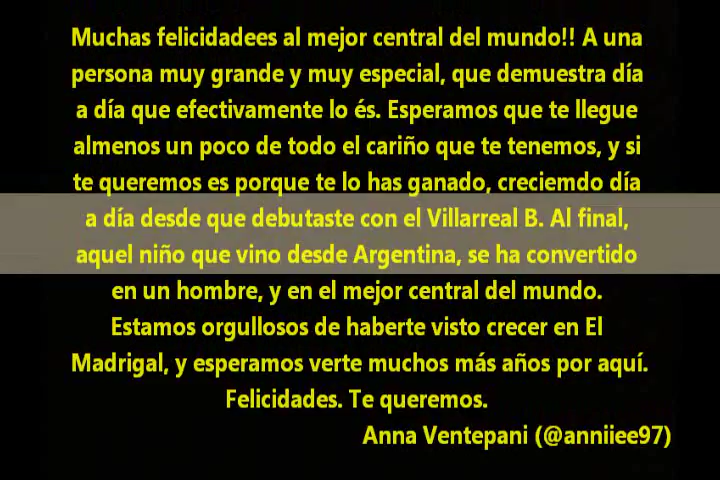 Muchas felicidadees al mejor central del mundo!! A una
persona muy grande y muy especial, que demuestra día
a día que efectivamente lo és. Esperamos que te llegue
almenos un poco de todo el cariño que te tenemos, y si
te queremos es porque te lo has ganado, creciemdo día
a día desde que debutaste con el Villarreal B. Al final,
aquel niño que vino desde Argentina, se ha convertido
en un hombre, y en el mejor central del mundo.
Estamos orgullosos de haberte visto crecer en El
Madrigal, y esperamos verte muchos más años por aquí.
Felicidades. Te queremos.
Anna Ventepani (@anniiee97)